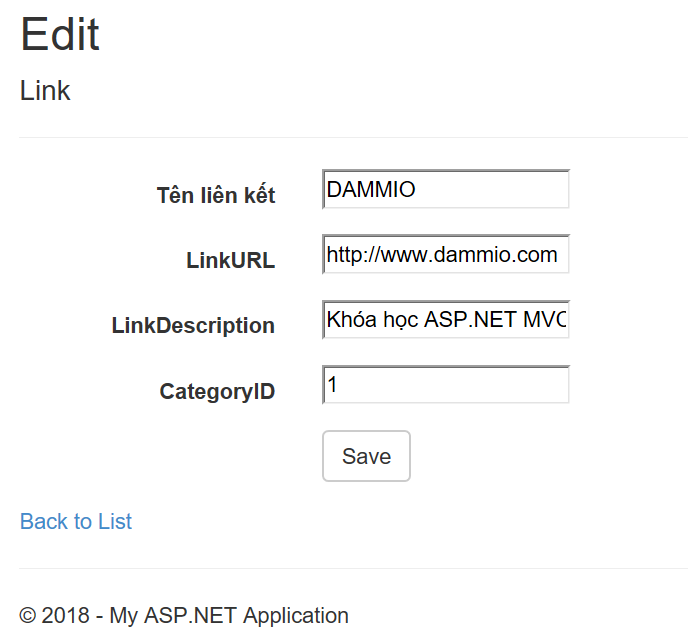 Edit
Link
Tên liên kết DAMMIO
LinkURL http://www.dammio.com
LinkDescription Khóa học ASP.NET MVC
CategoryID 1
Save
Back to List
© 2018 - My ASP.NET Application